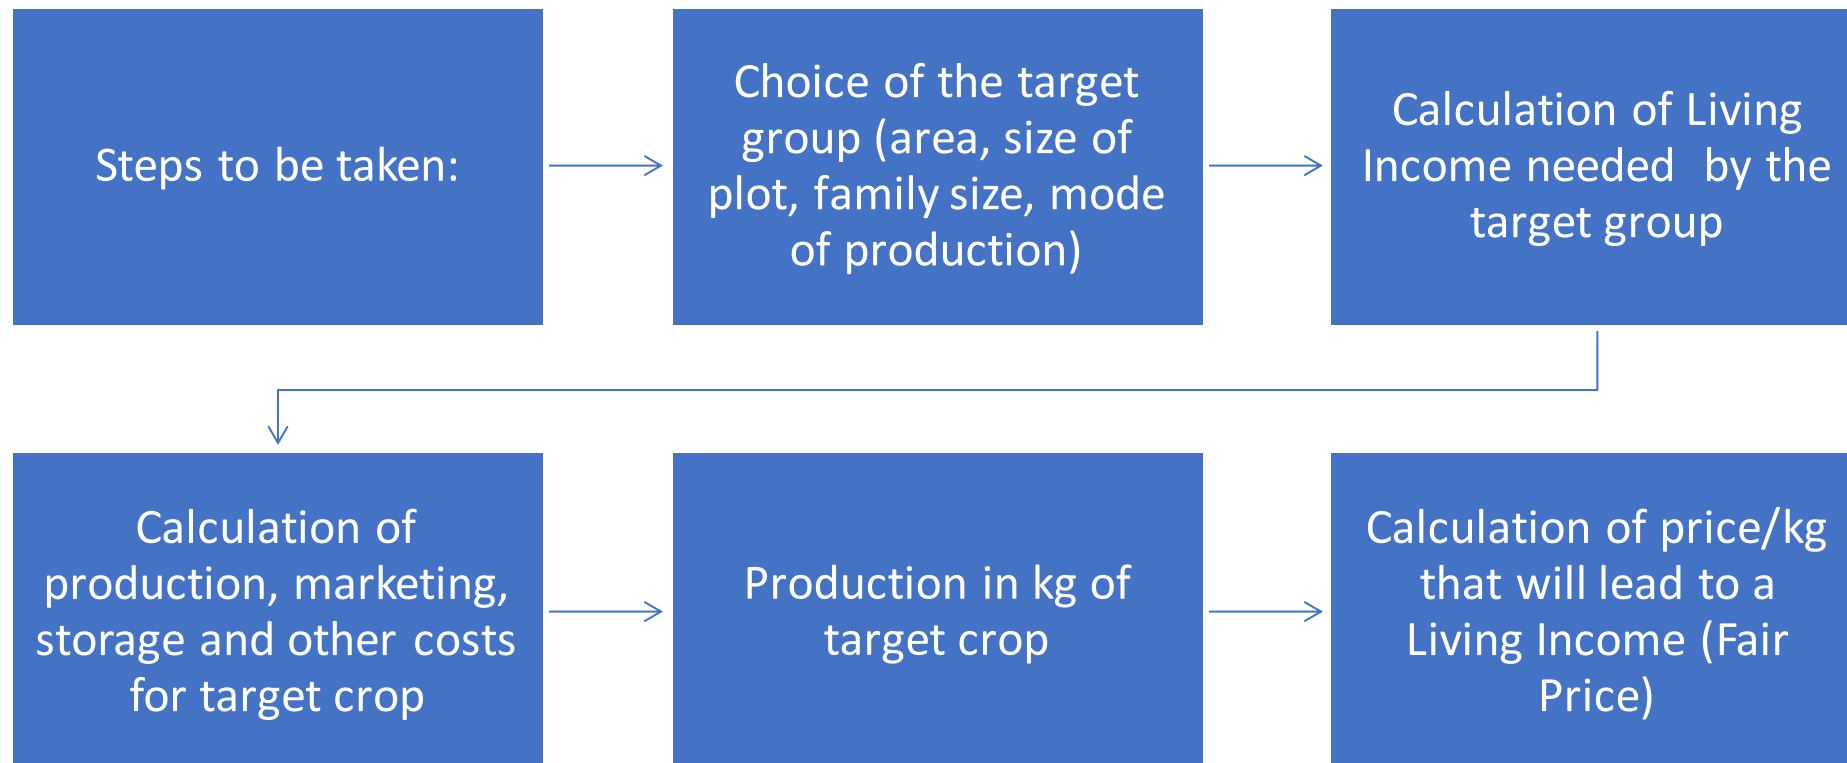 Steps to be taken:
Choice of the target
group (area, size of
plot, family size, mode
of production)
Calculation of Living
Income needed  by the
target group
Calculation of
production, marketing,
storage and other costs
for target crop
Production in kg of
target crop
Calculation of price/kg
that will lead to a
Living Income (Fair
Price)